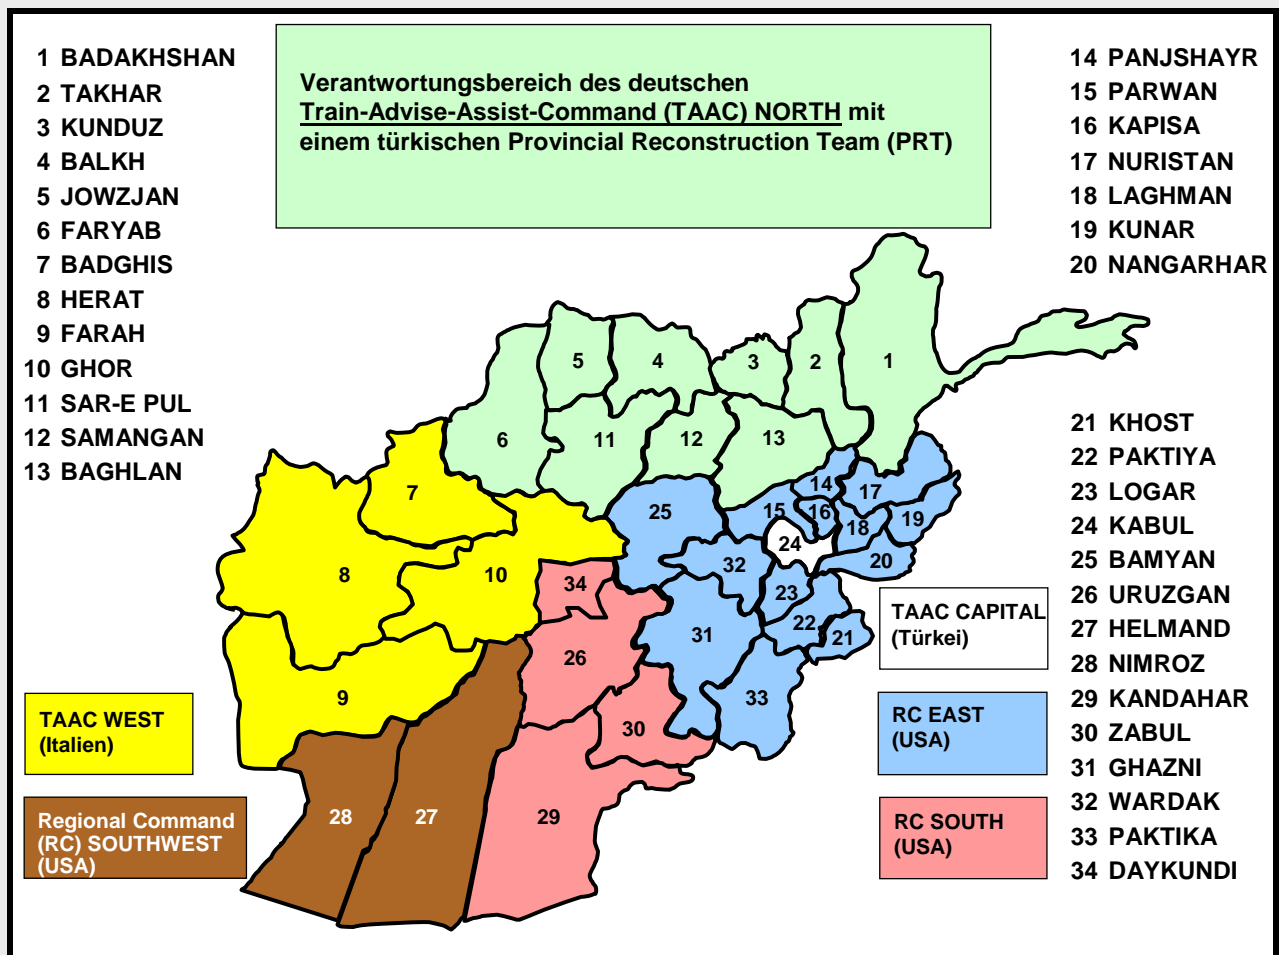 1 BADAKHSHAN
2 TAKHAR
3 KUNDUZ
4 BALKH
5 JOWZJAN
6 FARYAB
7 BADGHIS
8 HERAT
9 FARAH
10 GHOR
11 SAR-E PUL
12 SAMANGAN
13 BAGHLAN
Verantwortungsbereich des deutschen
Train-Advise-Assist-Command (TAAC) NORTH mit
einem türkischen Provincial Reconstruction Team (PRT)
14 PANJSHAYR
15 PARWAN
16 KAPISA
17 NURISTAN
18 LAGHMAN
19 KUNAR
20 NANGARHAR
21 KHOST
22 PAKTIYA
23 LOGAR
24 KABUL
25 BAMYAN
26 URUZGAN
27 HELMAND
28 NIMROZ
29 KANDAHAR
30 ZABUL
31 GHAZNI
32 WARDAK
33 PAKTIKA
34 DAYKUNDI
5
4
3
2
1
6
11
12
13
7
25
15
14
16
17
18
19
24
20
8
10
34
32
23
22
21
31
26
9
33
30
28
27
29
TAAC WEST
(Italien)
Regional Command
(RC) SOUTHWEST
(USA)
TAAC CAPITAL
(Türkei)
RC EAST
(USA)
RC SOUTH
(USA)